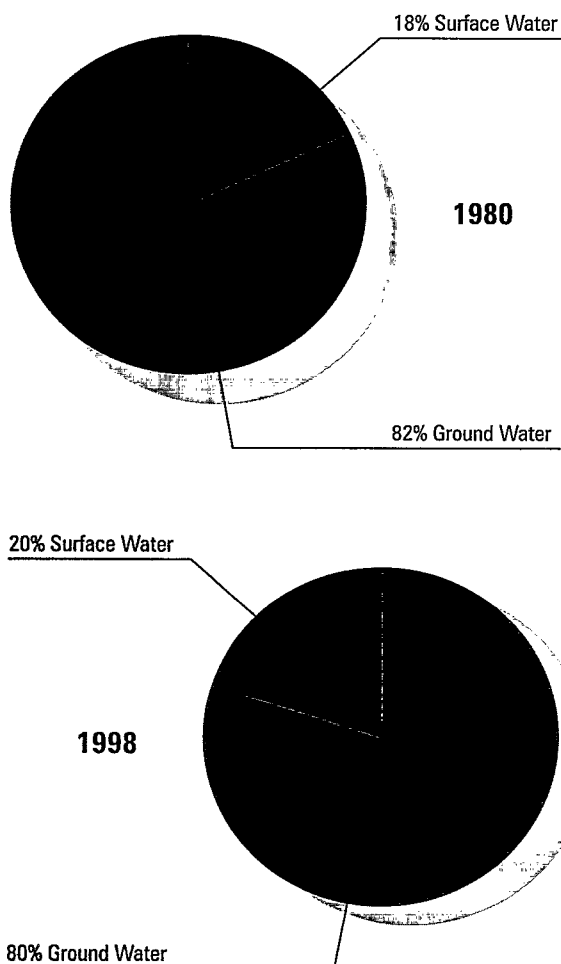 18% Surface Water
1980
82% Ground Water
20% Surface Water
1998
80% Ground Water